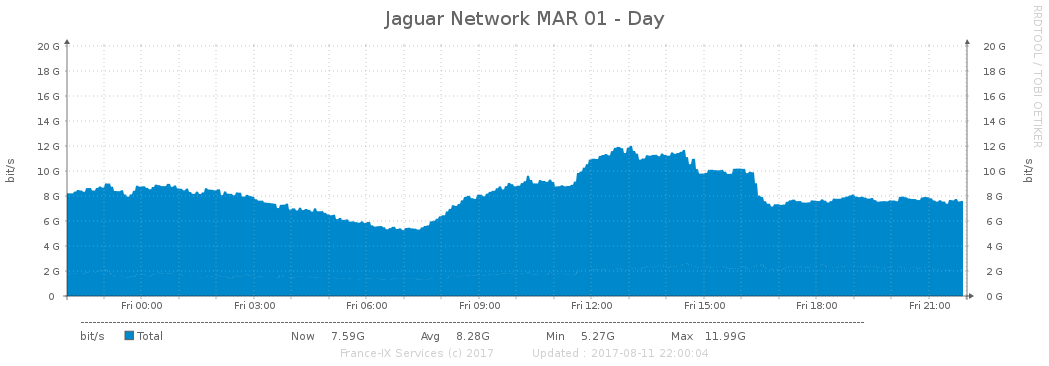 Jaguar Network MAR 01 - Day
RRDTOOL / TOBI OETIKER
20 G 20 G
18 G 18 G
16 G 16 G
14 G 14 G
12 G 12 G
10 G 10 G
8 G 8 G
6 G 6 G
4 G 4 G
2 G 2 G
0 0 G
bit/s
bit/s
Fri 00:00 Fri 03:00 Fri 06:00 Fri 09:00 Fri 12:00 Fri 15:00 Fri 18:00 Fri 21:00
bit/s Total Now 7.59G Avg 8.28G Min 5.27G Max 11.99G
France-IX Services (c) 2017 Updated : 2017-08-11 22:00:04